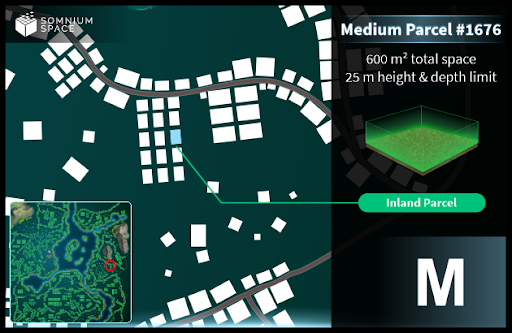 SOMNIUM
SPACE
Medium Parcel #1676
600 m² total space
25 m height & depth limit
Inland Parcel
M